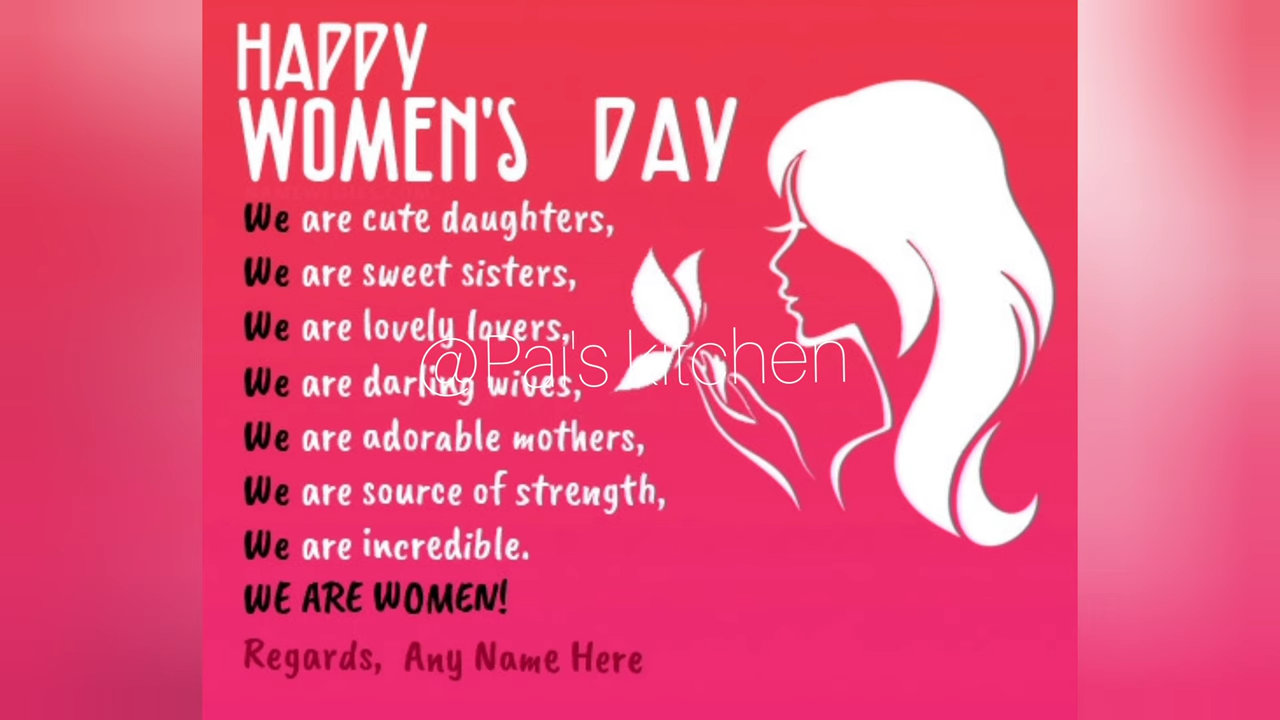 HAPPY
WOMEN'S DAY
We are cute daughters,
We are sweet sisters,
We are lovely lovers,
@Pal's kitchen
We are darling wives,
We are adorable mothers,
We are source of strength,
We are incredible.
WE ARE WOMEN!
Regards, Any Name Here